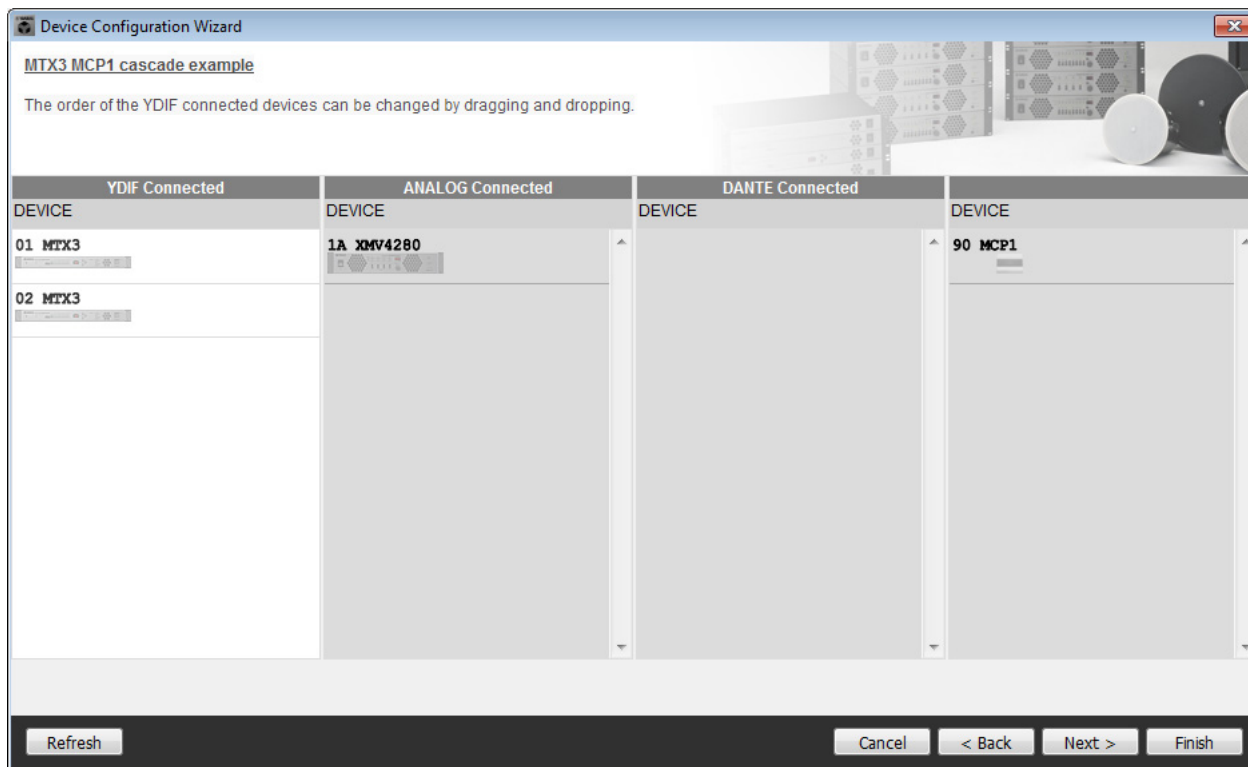 Device Configuration Wizard
MTX3 MCP1 cascade example
The order of the YDIF connected devices can be changed by dragging and dropping.
YDIF Connected ANALOG Connected DANTE Connected
DEVICE DEVICE DEVICE DEVICE
01 MTX3 1A XMV4280 90 MCP1
02 MTX3
Refresh Cancel < Back Next > Finish